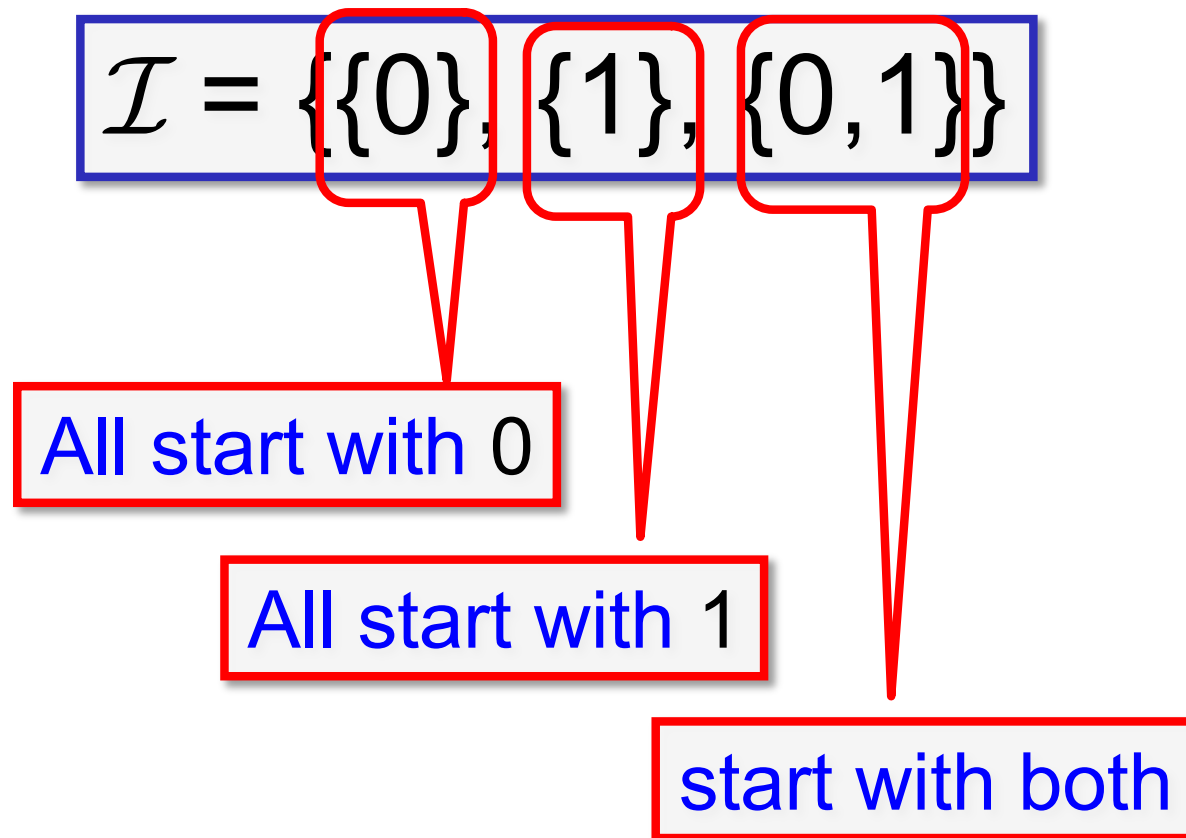 ℐ = {{0}, {1}, {0,1}}
All start with 0
All start with 1
start with both